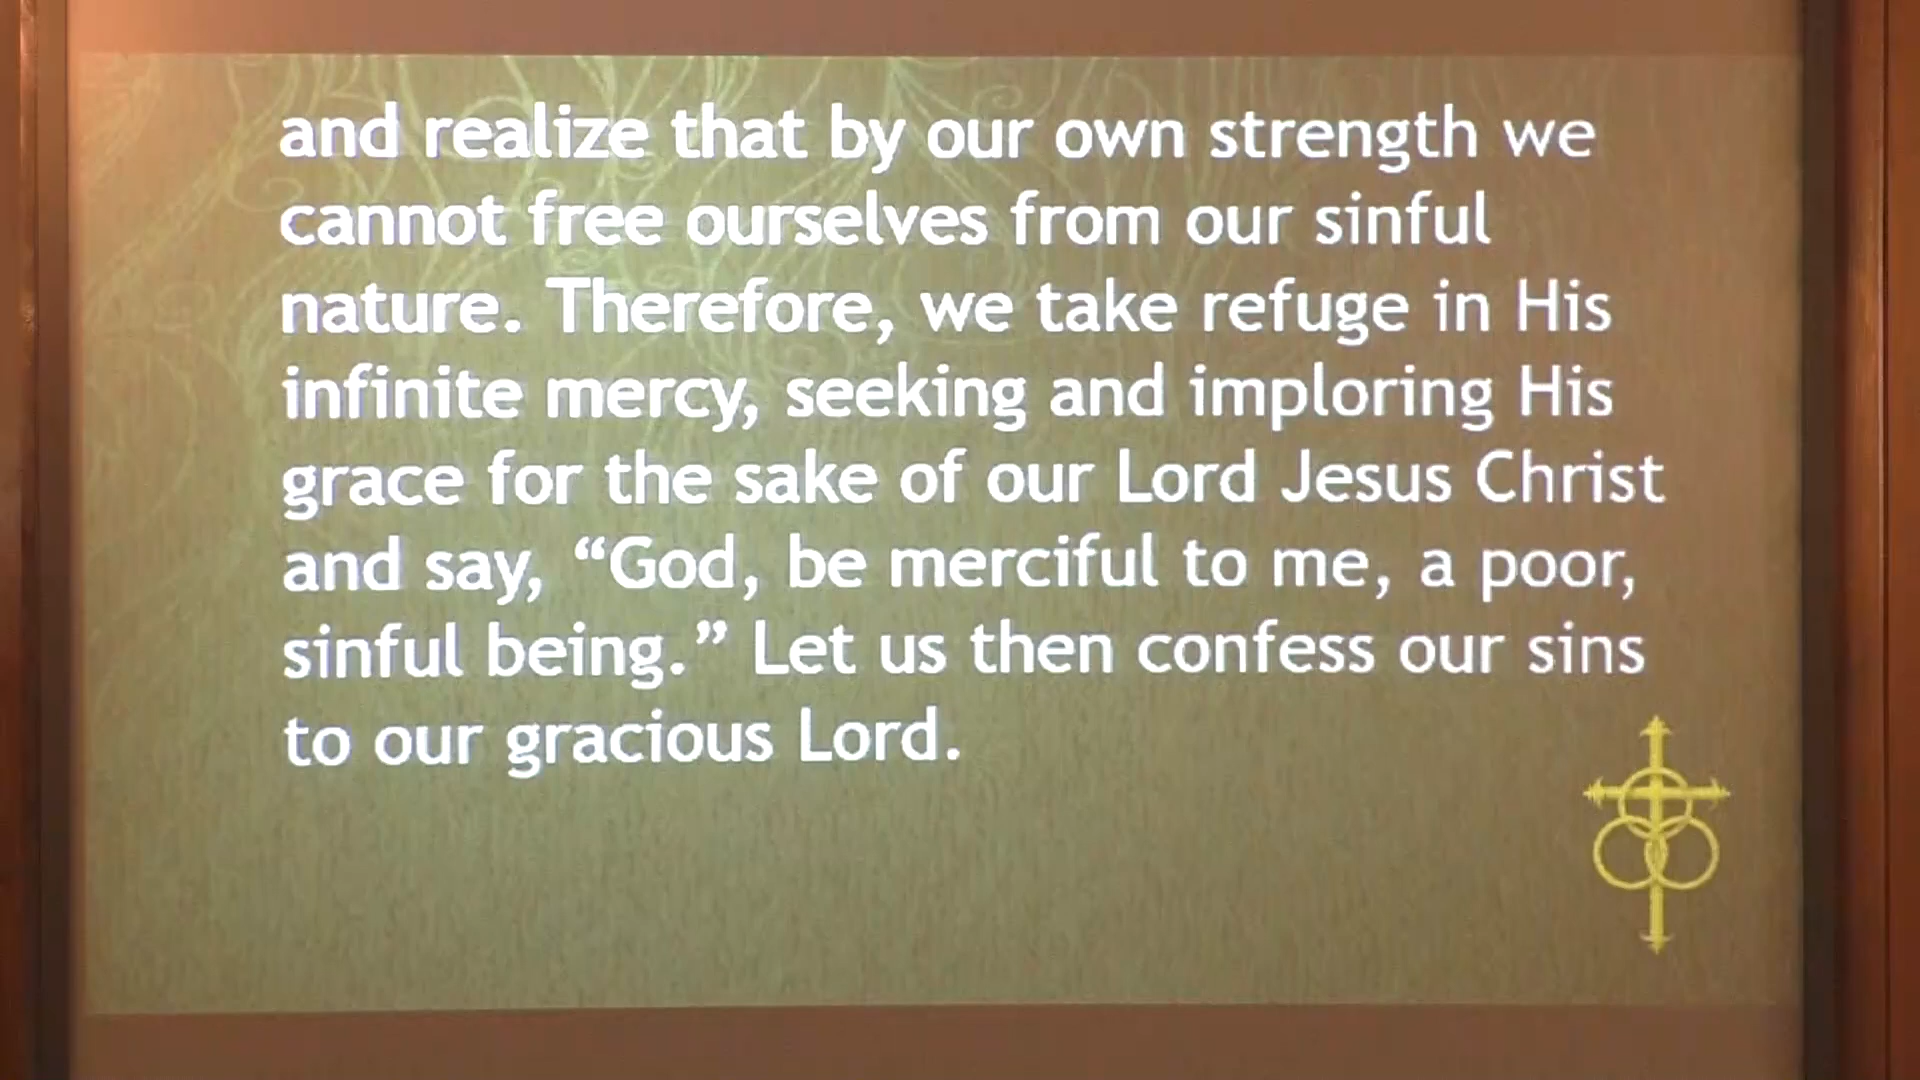 and realize that by our own strength we
cannot free ourselves from our sinful
nature. Therefore, we take refuge in His
infinite mercy, seeking and imploring His
grace for the sake of our Lord Jesus Christ
and say, “God, be merciful to me, a poor,
sinful being.” Let us then confess our sins
to our gracious Lord.